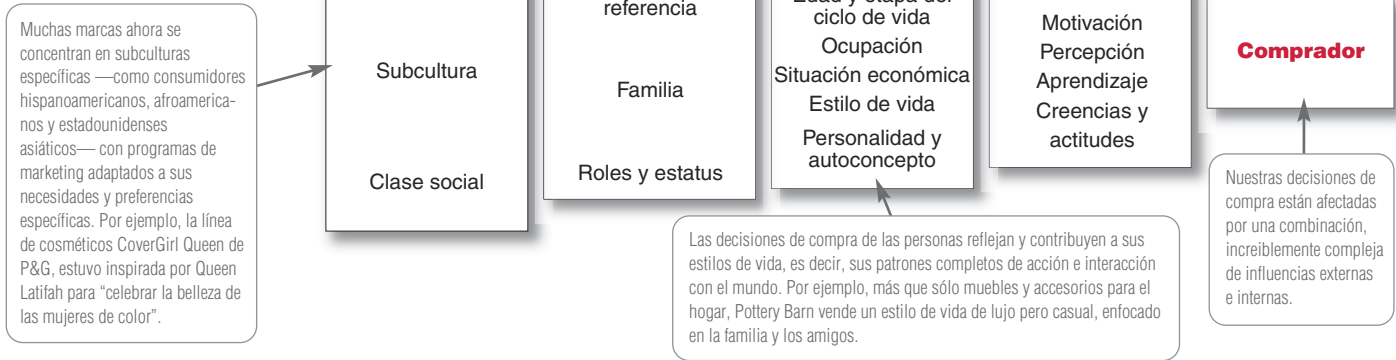 Muchas marcas ahora se
concentran en subculturas
específicas —como consumidores
hispanoamericanos, afroamerica-
nos y estadounidenses
asiáticos— con programas de
marketing adaptados a sus
necesidades y preferencias
específicas. Por ejemplo, la línea
de cosméticos CoverGirl Queen de
P&G, estuvo inspirada por Queen
Latifah para “celebrar la belleza de
las mujeres de color”.
Subcultura
Clase social
referencia
Familia
Roles y estatus
Edad y etapa del
ciclo de vida
Ocupación
Situación económica
Estilo de vida
Personalidad y
autoconcepto
Motivación
Percepción
Aprendizaje
Creencias y
actitudes
Comprador
Las decisiones de compra de las personas reflejan y contribuyen a sus
estilos de vida, es decir, sus patrones completos de acción e interacción
con el mundo. Por ejemplo, más que sólo muebles y accesorios para el
hogar, Pottery Barn vende un estilo de vida de lujo pero casual, enfocado
en la familia y los amigos.
Nuestras decisiones de
compra están afectadas
por una combinación,
increiblemente compleja
de influencias externas
e internas.